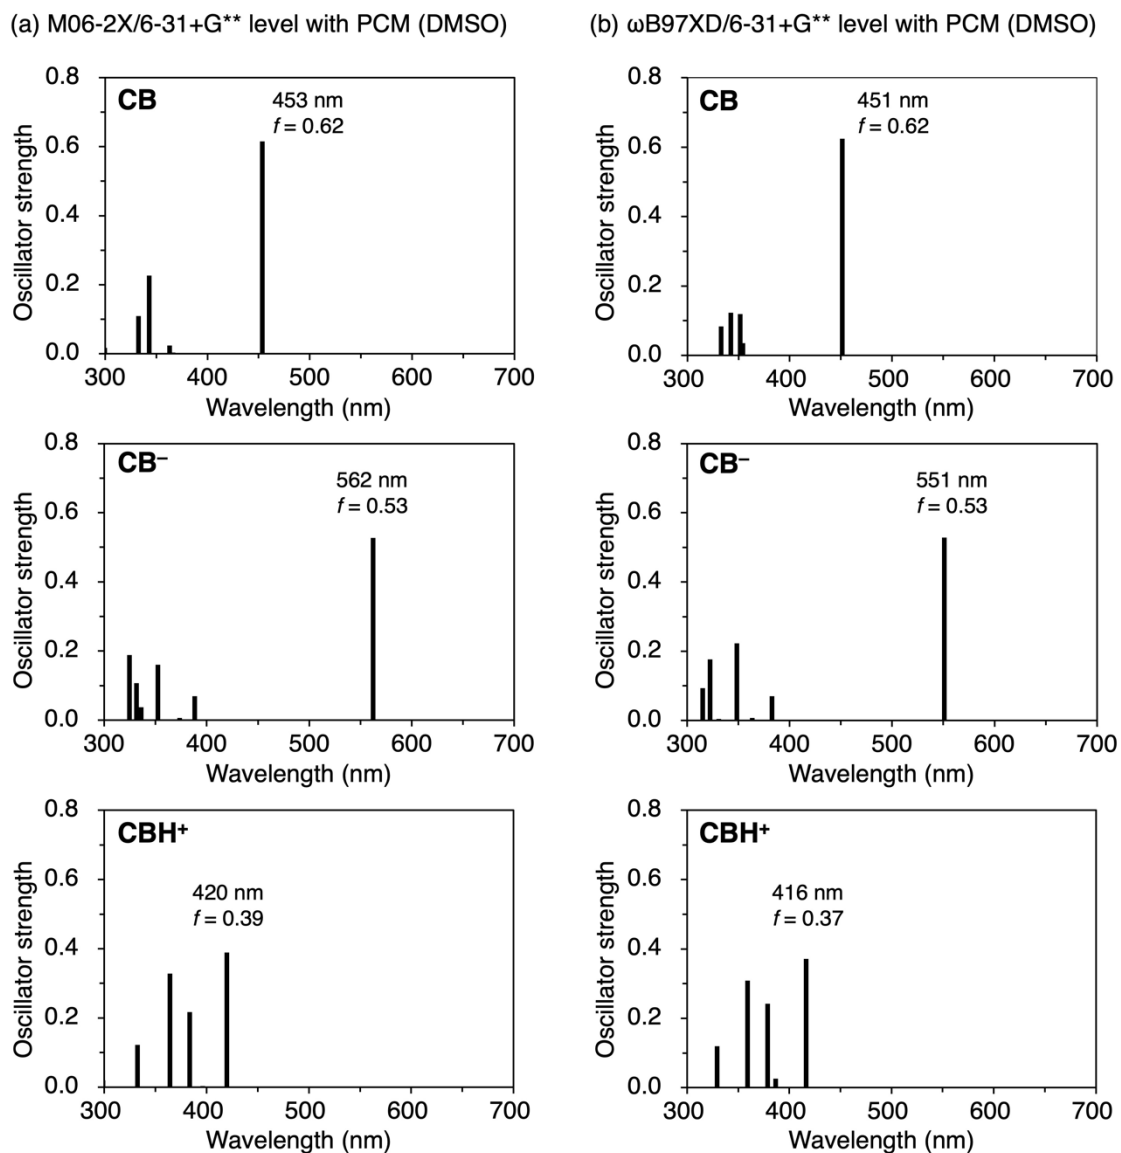 (a) M06-2X/6-31+G** level with PCM (DMSO)
(b) ωB97XD/6-31+G** level with PCM (DMSO)
CB
453 nm
f = 0.62
Oscillator strength
0.8
0.6
0.4
0.2
0.0
300 400 500 600 700
Wavelength (nm)
CB
451 nm
f = 0.62
Oscillator strength
0.8
0.6
0.4
0.2
0.0
300 400 500 600 700
Wavelength (nm)
CB–
562 nm
f = 0.53
Oscillator strength
0.8
0.6
0.4
0.2
0.0
300 400 500 600 700
Wavelength (nm)
CB–
551 nm
f = 0.53
Oscillator strength
0.8
0.6
0.4
0.2
0.0
300 400 500 600 700
Wavelength (nm)
CBH+
420 nm
f = 0.39
Oscillator strength
0.8
0.6
0.4
0.2
0.0
300 400 500 600 700
Wavelength (nm)
CBH+
416 nm
f = 0.37
Oscillator strength
0.8
0.6
0.4
0.2
0.0
300 400 500 600 700
Wavelength (nm)